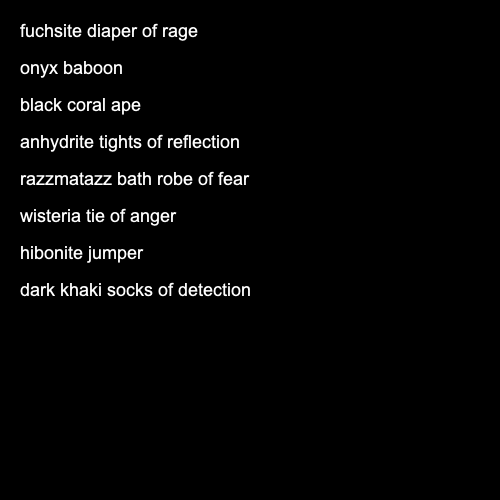 fuchsite diaper of rage
onyx baboon
black coral ape
anhydrite tights of reflection
razzmatazz bath robe of fear
wisteria tie of anger
hibonite jumper
dark khaki socks of detection